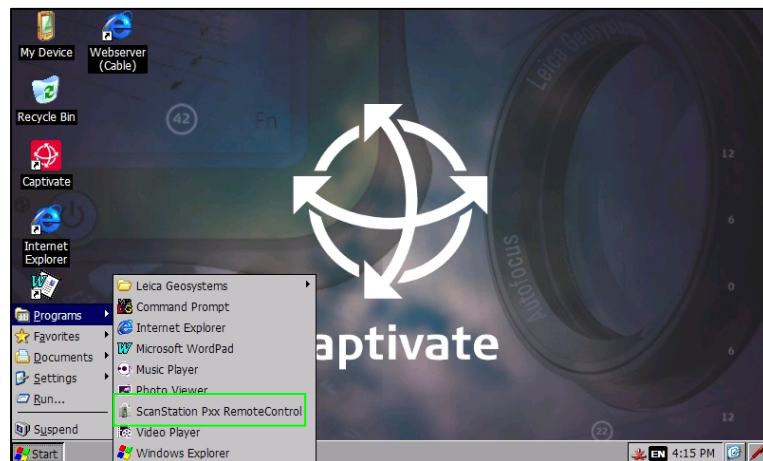 My Device
Webserver
(Cable)
Leica Geosystems
Recycle Bin
42
Fn
12
Captivate
6
Autofocus
Internet
Explorer
0
Programs
Leica Geosystems
Favorites
Command Prompt
Documents
Internet Explorer
Settings
Microsoft WordPad
Run...
Music Player
Photo Viewer
aptivate
6
ScanStation Pxx RemoteControl
12
Suspend
Video Player
22
Start
Windows Explorer
EN
4:15 PM